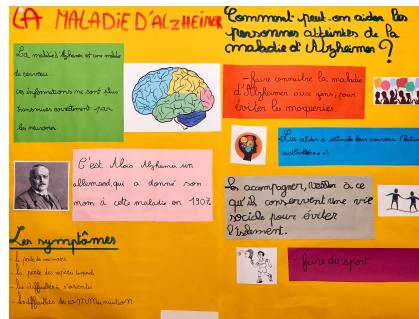 LA MALADIE D'ALZHEIMER
La maladie d'Alzheimer est une maladie
du cerveau.
Les informations ne sont plus
transmises correctement par
les neurones.
C'est Aloïs Alzheimer un
allemand, qui a donné son
nom à cette maladie en 1907.
Les symptômes
- la perte de mémoire
- la perte des repères
- les difficultés à s'orienter
- les difficultés de communication
Comment peut-on aider les
personnes atteintes de la
maladie d'Alzheimer ?
- faire connaître la maladie
d'Alzheimer aux gens, pour
éviter les moqueries.
- Les aider à stimuler leur cerveau
activités...)
Les accompagner, veiller à ce
qu'ils conservent une vie
sociale pour éviter
l'isolement.
- faire du sport